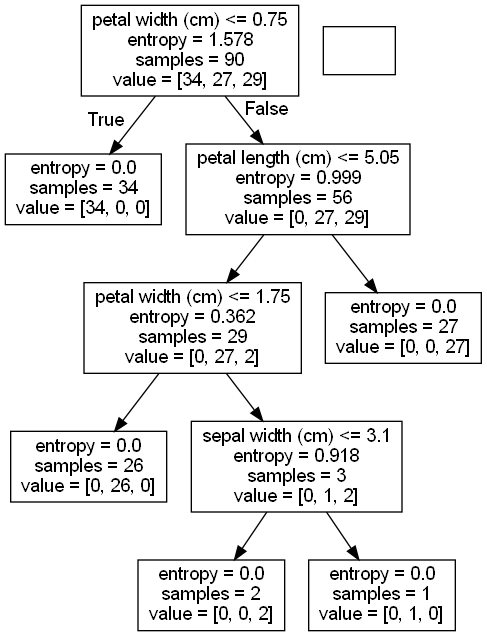 petal width (cm) <= 0.75
entropy = 1.578
samples = 90
value = [34, 27, 29]
True
False
entropy = 0.0
samples = 34
value = [34, 0, 0]
petal length (cm) <= 5.05
entropy = 0.999
samples = 56
value = [0, 27, 29]
petal width (cm) <= 1.75
entropy = 0.362
samples = 29
value = [0, 27, 2]
entropy = 0.0
samples = 27
value = [0, 0, 27]
entropy = 0.0
samples = 26
value = [0, 26, 0]
sepal width (cm) <= 3.1
entropy = 0.918
samples = 3
value = [0, 1, 2]
entropy = 0.0
samples = 2
value = [0, 0, 2]
entropy = 0.0
samples = 1
value = [0, 1, 0]